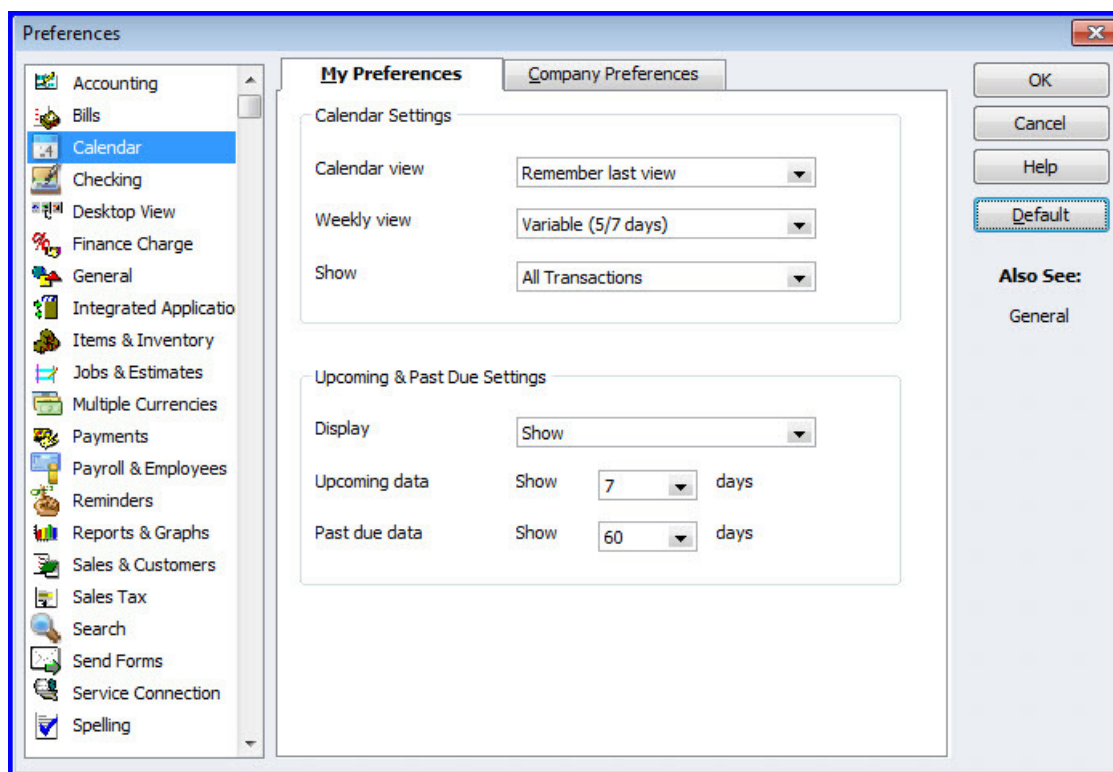 Preferences
Accounting
Bills
Calendar
Checking
Desktop View
Finance Charge
General
Integrated Applicatio
Items & Inventory
Jobs & Estimates
Multiple Currencies
Payments
Payroll & Employees
Reminders
Reports & Graphs
Sales & Customers
Sales Tax
Search
Send Forms
Service Connection
Spelling
My Preferences Company Preferences
Calendar Settings
Calendar view Remember last view
Weekly view Variable (5/7 days)
Show All Transactions
Upcoming & Past Due Settings
Display Show
Upcoming data Show 7 days
Past due data Show 60 days
OK
Cancel
Help
Default
Also See:
General